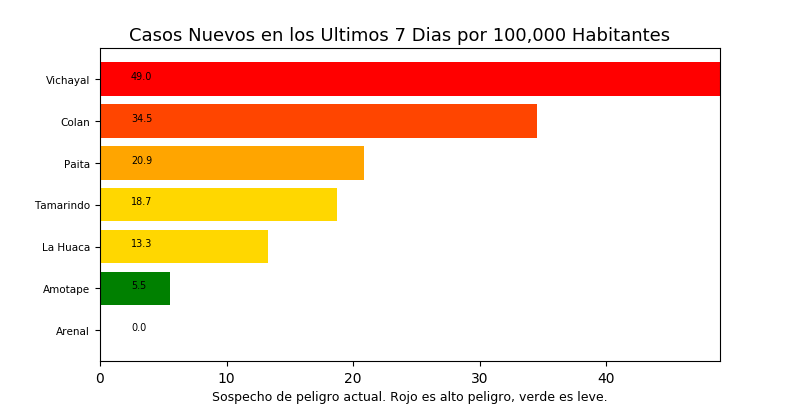 Casos Nuevos en los Ultimos 7 Dias por 100,000 Habitantes
Vichayal 49.0
Colan 34.5
Paita 20.9
Tamarindo 18.7
La Huaca 13.3
Amotape 5.5
Arenal 0.0
0 10 20 30 40
Sospecho de peligro actual. Rojo es alto peligro, verde es leve.